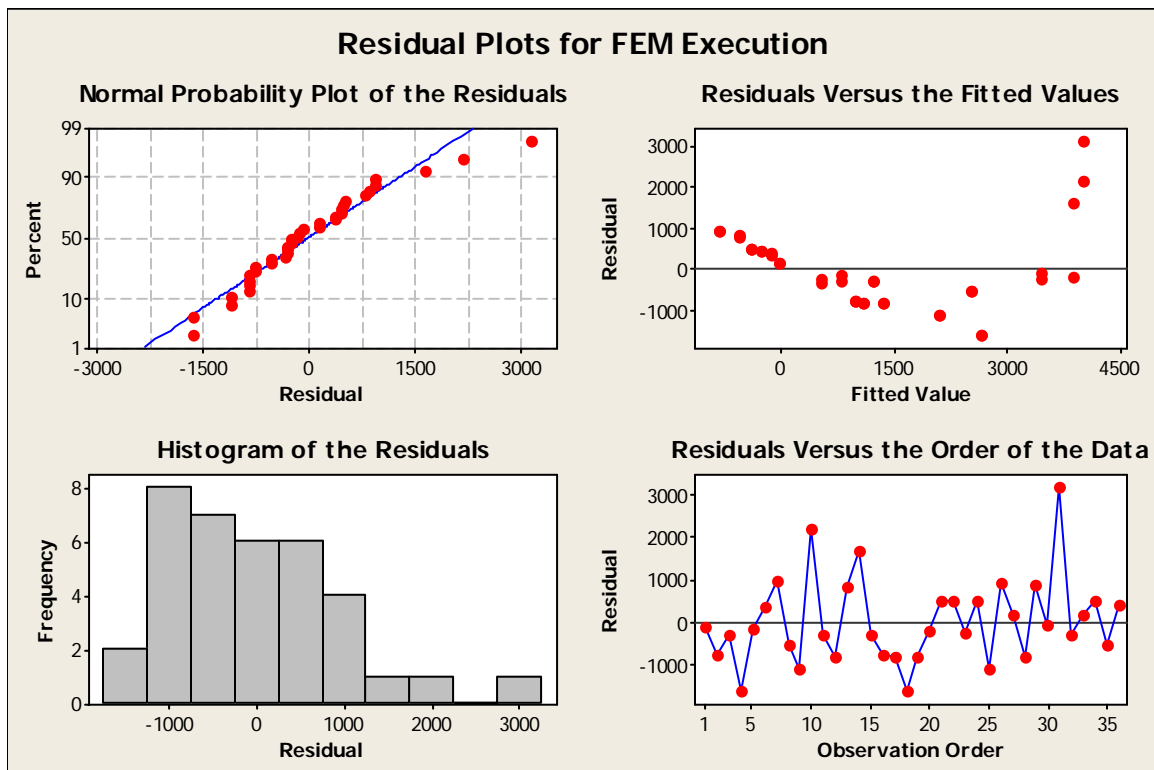 Residual Plots for FEM Execution
Normal Probability Plot of the Residuals
99
90
50
10
1
Percent
-3000 -1500 0 1500 3000
Residual
Residuals Versus the Fitted Values
3000
2000
1000
0
-1000
Residual
0 1500 3000 4500
Fitted Value
Histogram of the Residuals
8
6
4
2
0
Frequency
-1000 0 1000 2000 3000
Residual
Residuals Versus the Order of the Data
3000
2000
1000
0
-1000
Residual
1 5 10 15 20 25 30 35
Observation Order